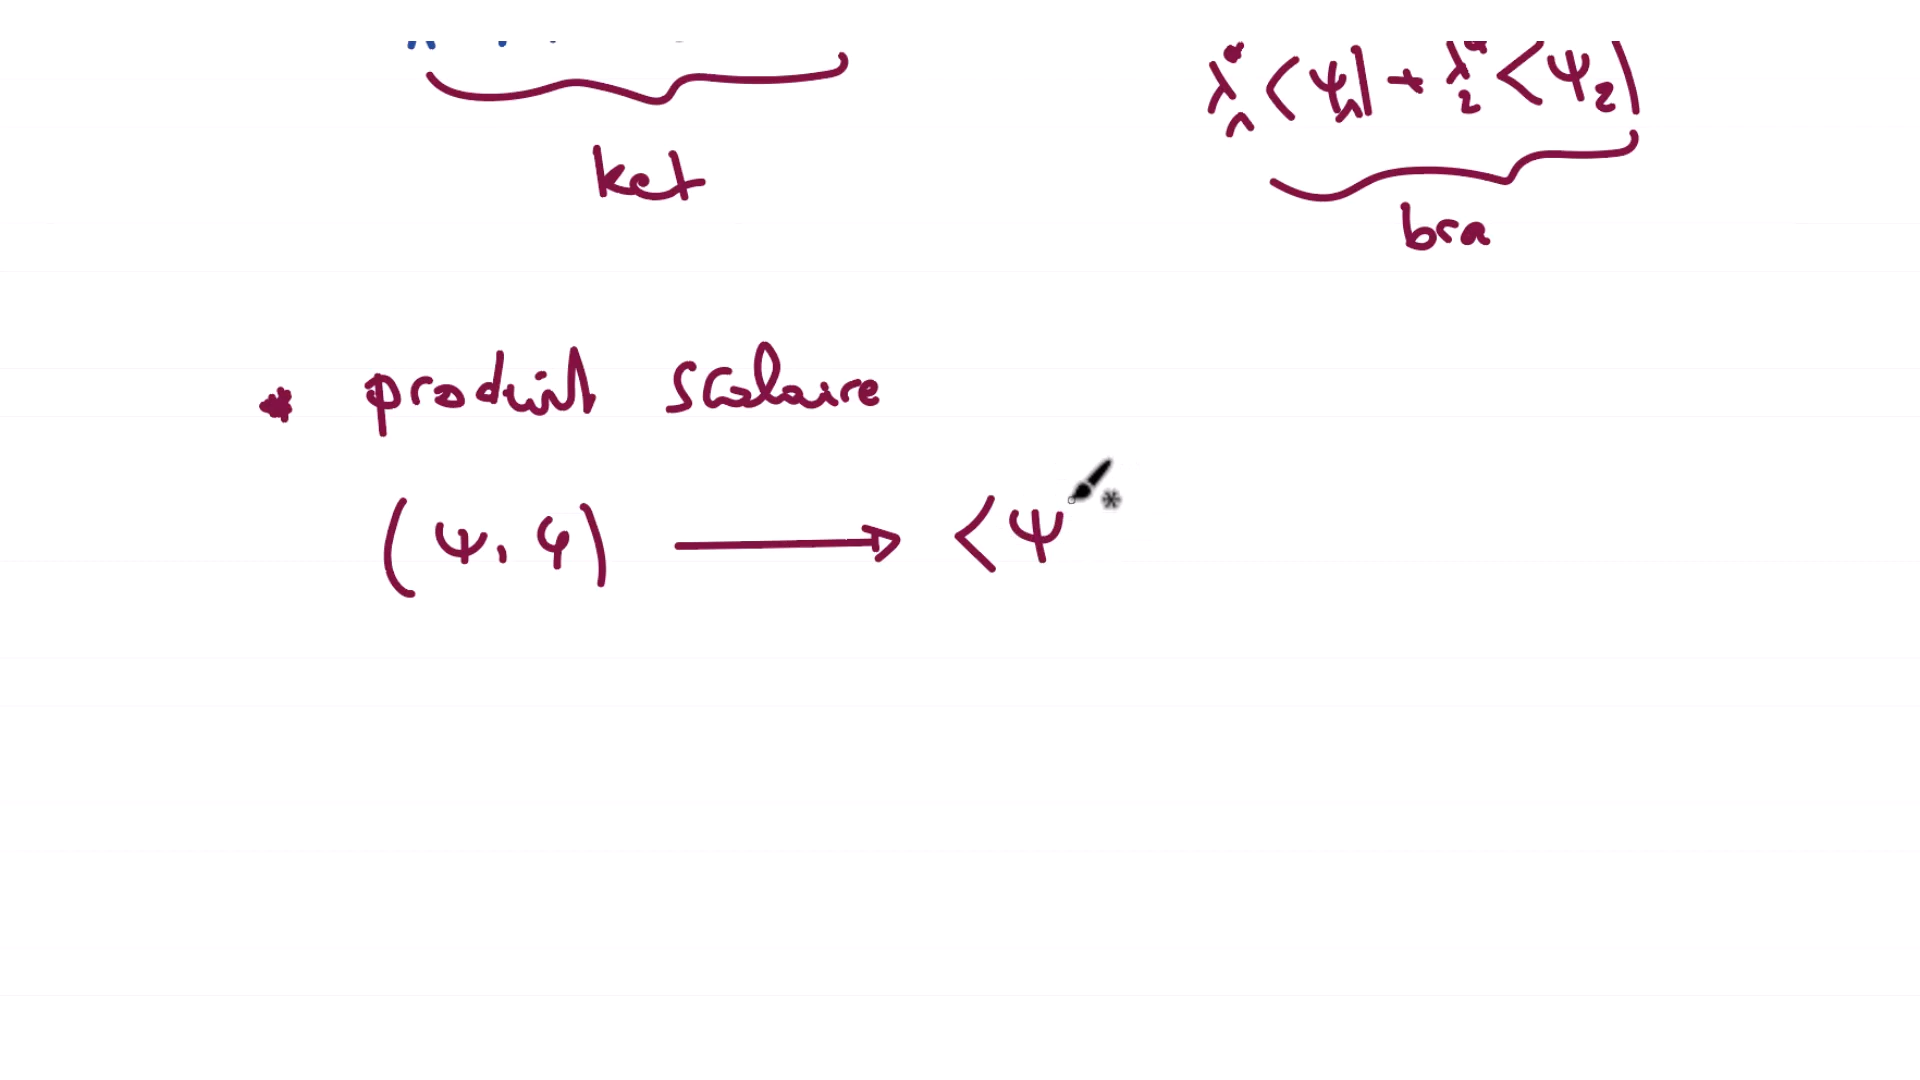 λ₁* <ψ₁| + λ₂* <ψ₂|
ket
bra
* produit scalaire
(ψ, φ) ⟶ <ψ